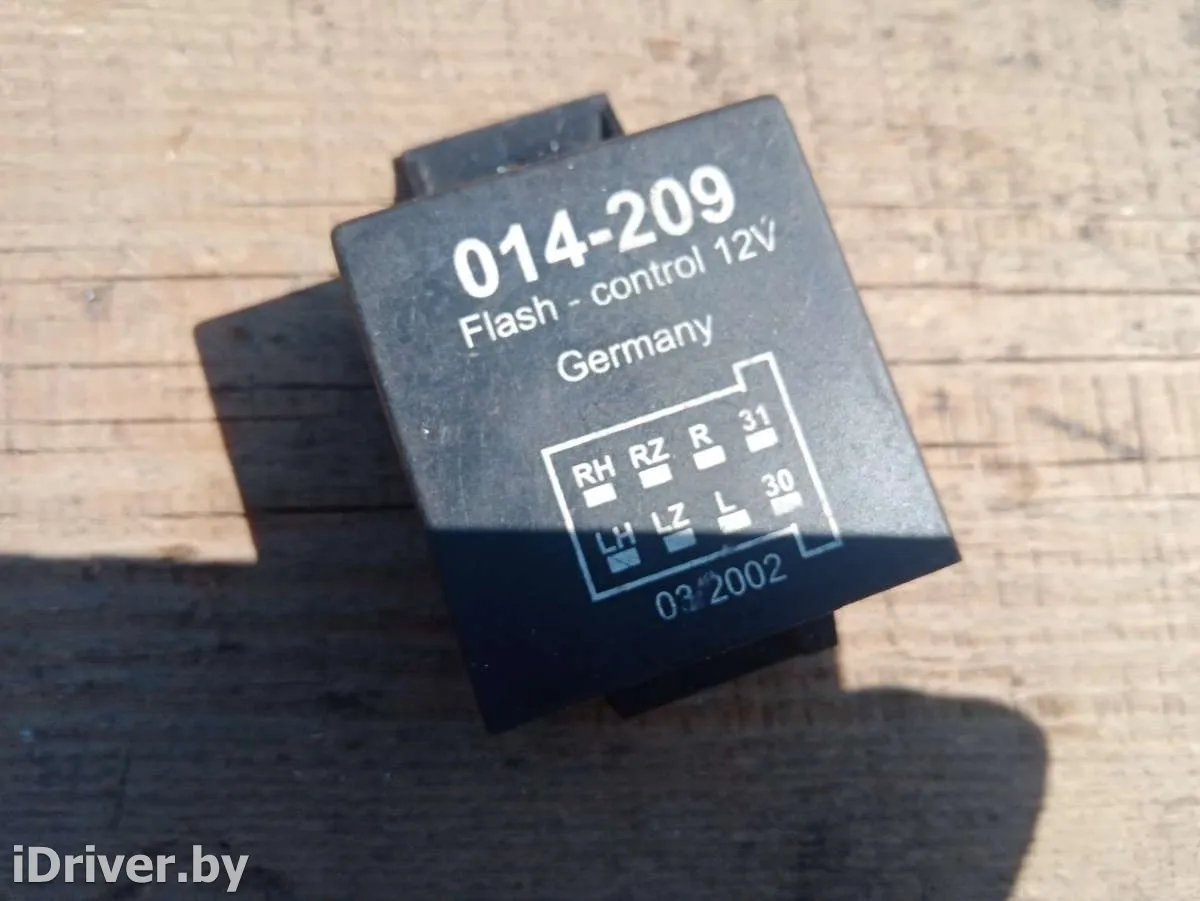 014-209
Flash - control 12V
Germany
RH RZ R 31
LH LZ L 30
03/2002
iDriver.by